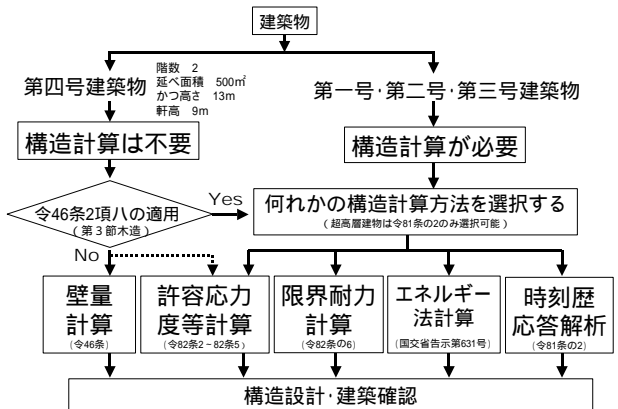 建築物
階数 2
延べ面積 500㎡
かつ高さ 13m
軒高 9m
第四号建築物
第一号・第二号・第三号建築物
構造計算は不要
構造計算が必要
令46条2項ハの適用
(第3節木造)
Yes
何れかの構造計算方法を選択する
(超高層建物は令81条の2のみ選択可能)
No
壁量
計算
(令46条)
許容応力
度等計算
(令82条2~82条5)
限界耐力
計算
(令82条の6)
エネルギー
法計算
(国交省告示第631号)
時刻歴
応答解析
(令81条の2)
構造設計・建築確認